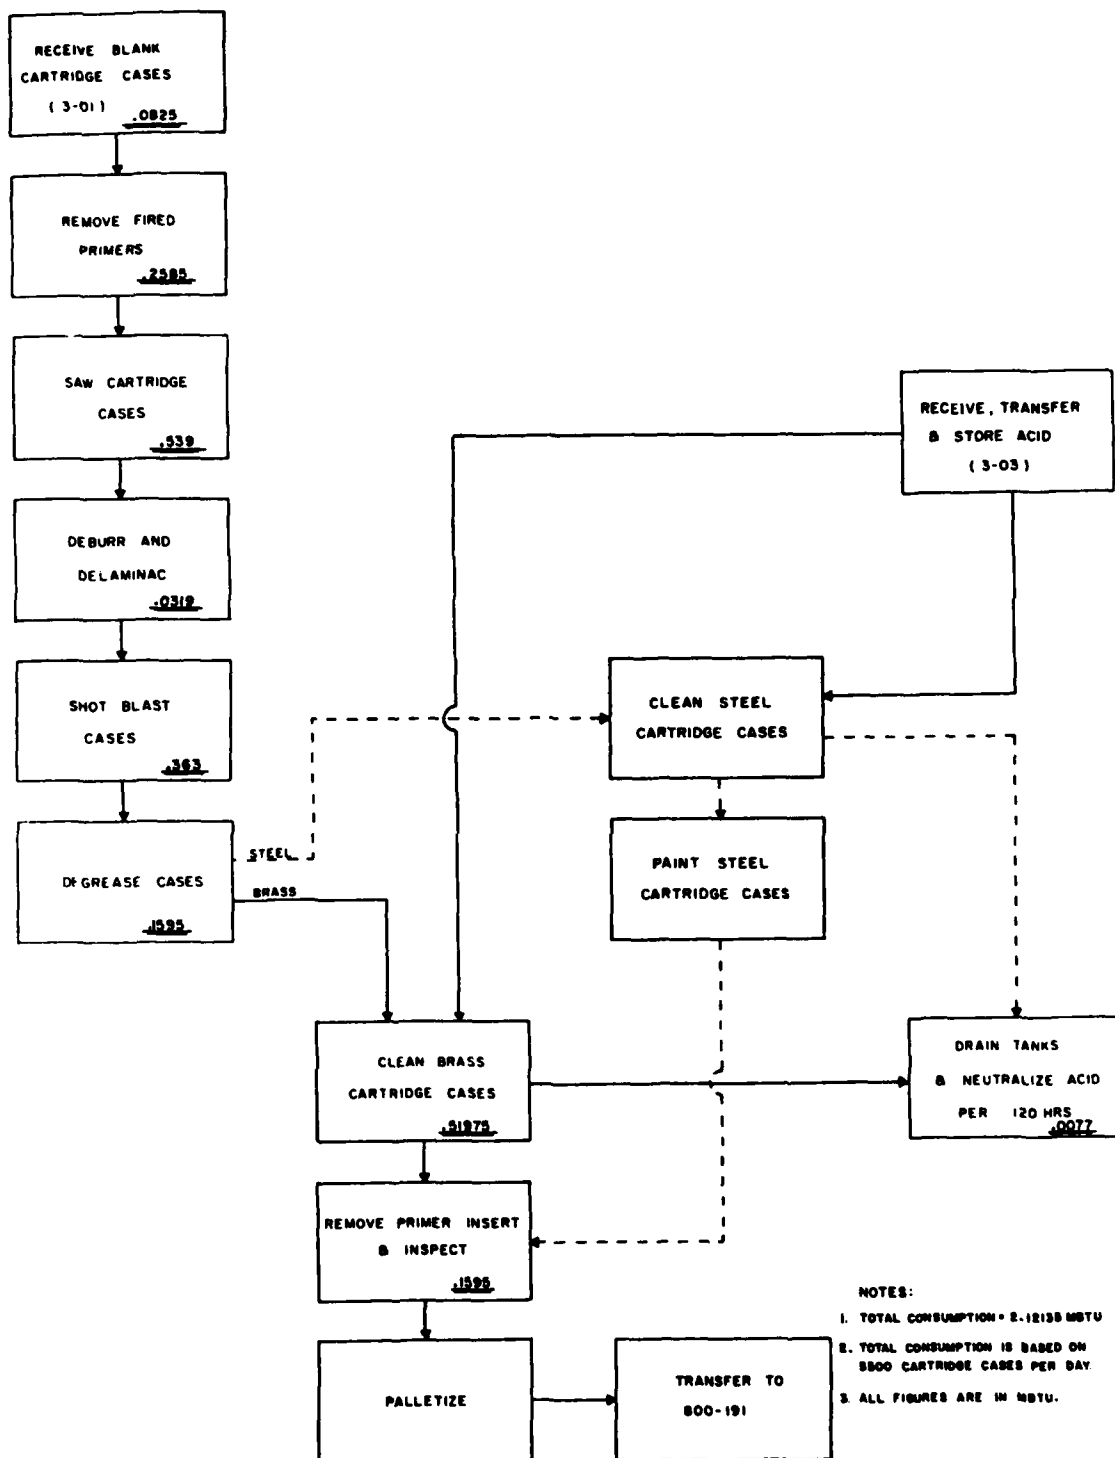 RECEIVE BLANK
CARTRIDGE CASES
(3-01) .0825
REMOVE FIRED
PRIMERS
.2585
SAW CARTRIDGE
CASES
.539
DEBURR AND
DELAMINAC
.0319
SHOT BLAST
CASES
.363
DEGREASE CASES
.1595
STEEL
BRASS
RECEIVE, TRANSFER
& STORE ACID
(3-03)
CLEAN STEEL
CARTRIDGE CASES
PAINT STEEL
CARTRIDGE CASES
CLEAN BRASS
CARTRIDGE CASES
.51975
DRAIN TANKS
& NEUTRALIZE ACID
PER 120 HRS
.0077
REMOVE PRIMER INSERT
& INSPECT
.1595
PALLETIZE
TRANSFER TO
800-191
NOTES:
1. TOTAL CONSUMPTION = 2.12135 MBTU
2. TOTAL CONSUMPTION IS BASED ON
5500 CARTRIDGE CASES PER DAY.
3. ALL FIGURES ARE IN MBTU.